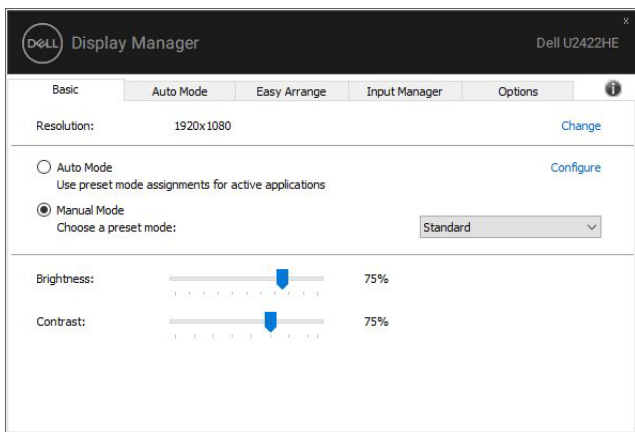 x
DELL Display Manager Dell U2422HE
Basic Auto Mode Easy Arrange Input Manager Options i
Resolution: 1920x1080 Change
Auto Mode Configure
Use preset mode assignments for active applications
Manual Mode
Choose a preset mode: Standard
Brightness: 75%
Contrast: 75%